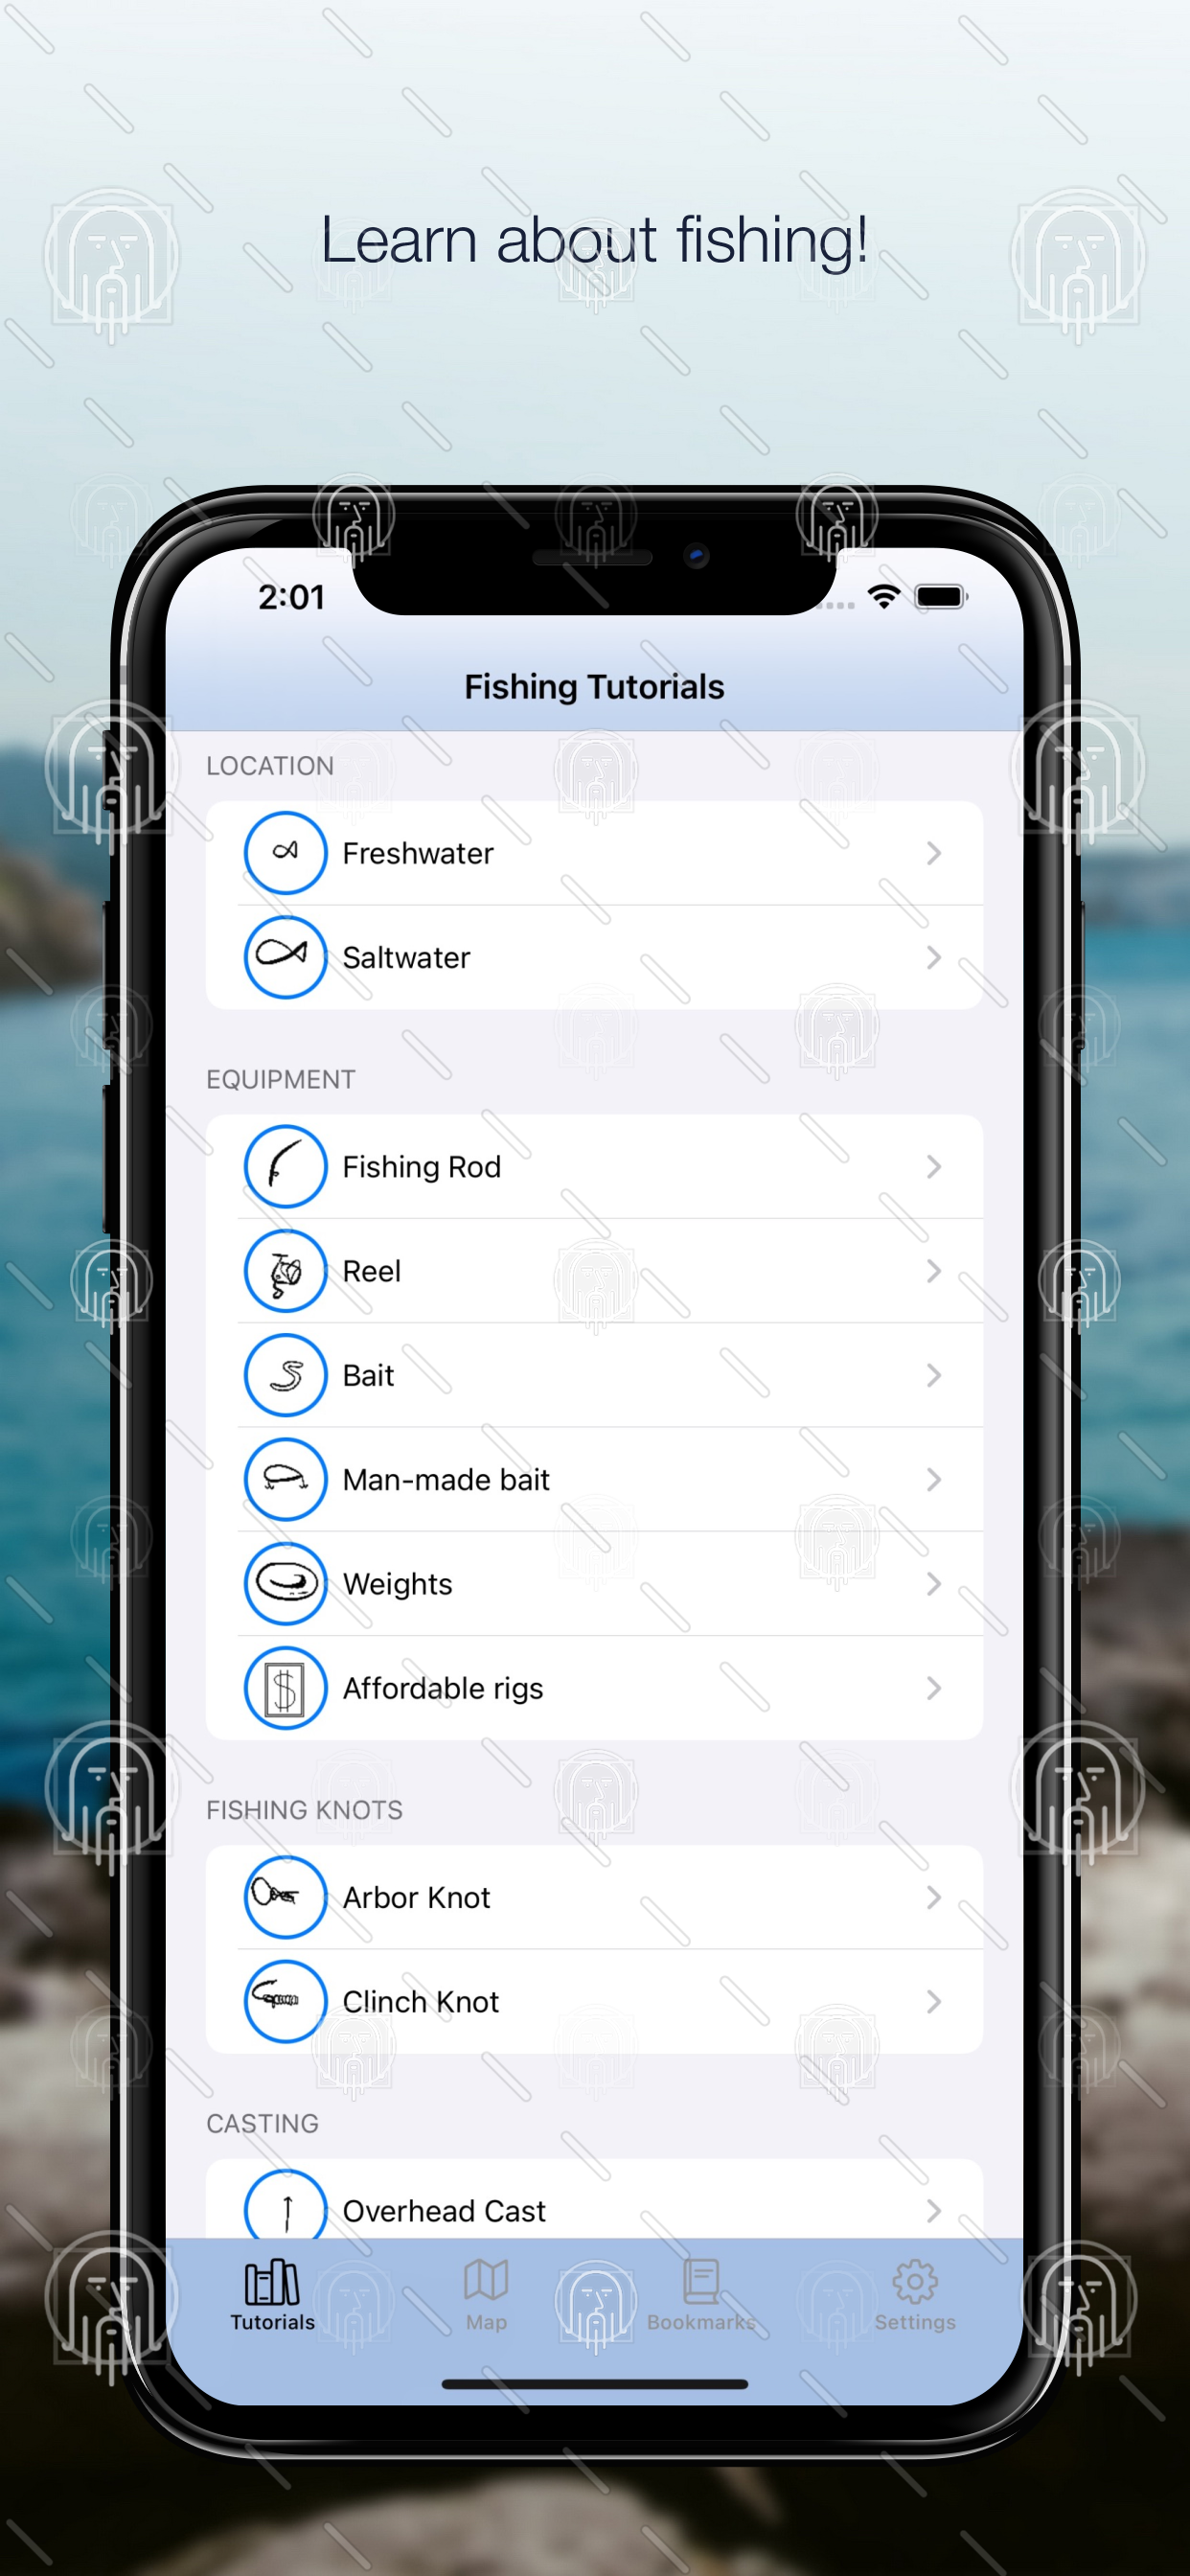 Learn about fishing!
2:01
Fishing Tutorials
LOCATION
Freshwater
Saltwater
EQUIPMENT
Fishing Rod
Reel
Bait
Man-made bait
Weights
$
Affordable rigs
FISHING KNOTS
Arbor Knot
Clinch Knot
CASTING
Overhead Cast
Tutorials
Map
Bookmarks
Settings